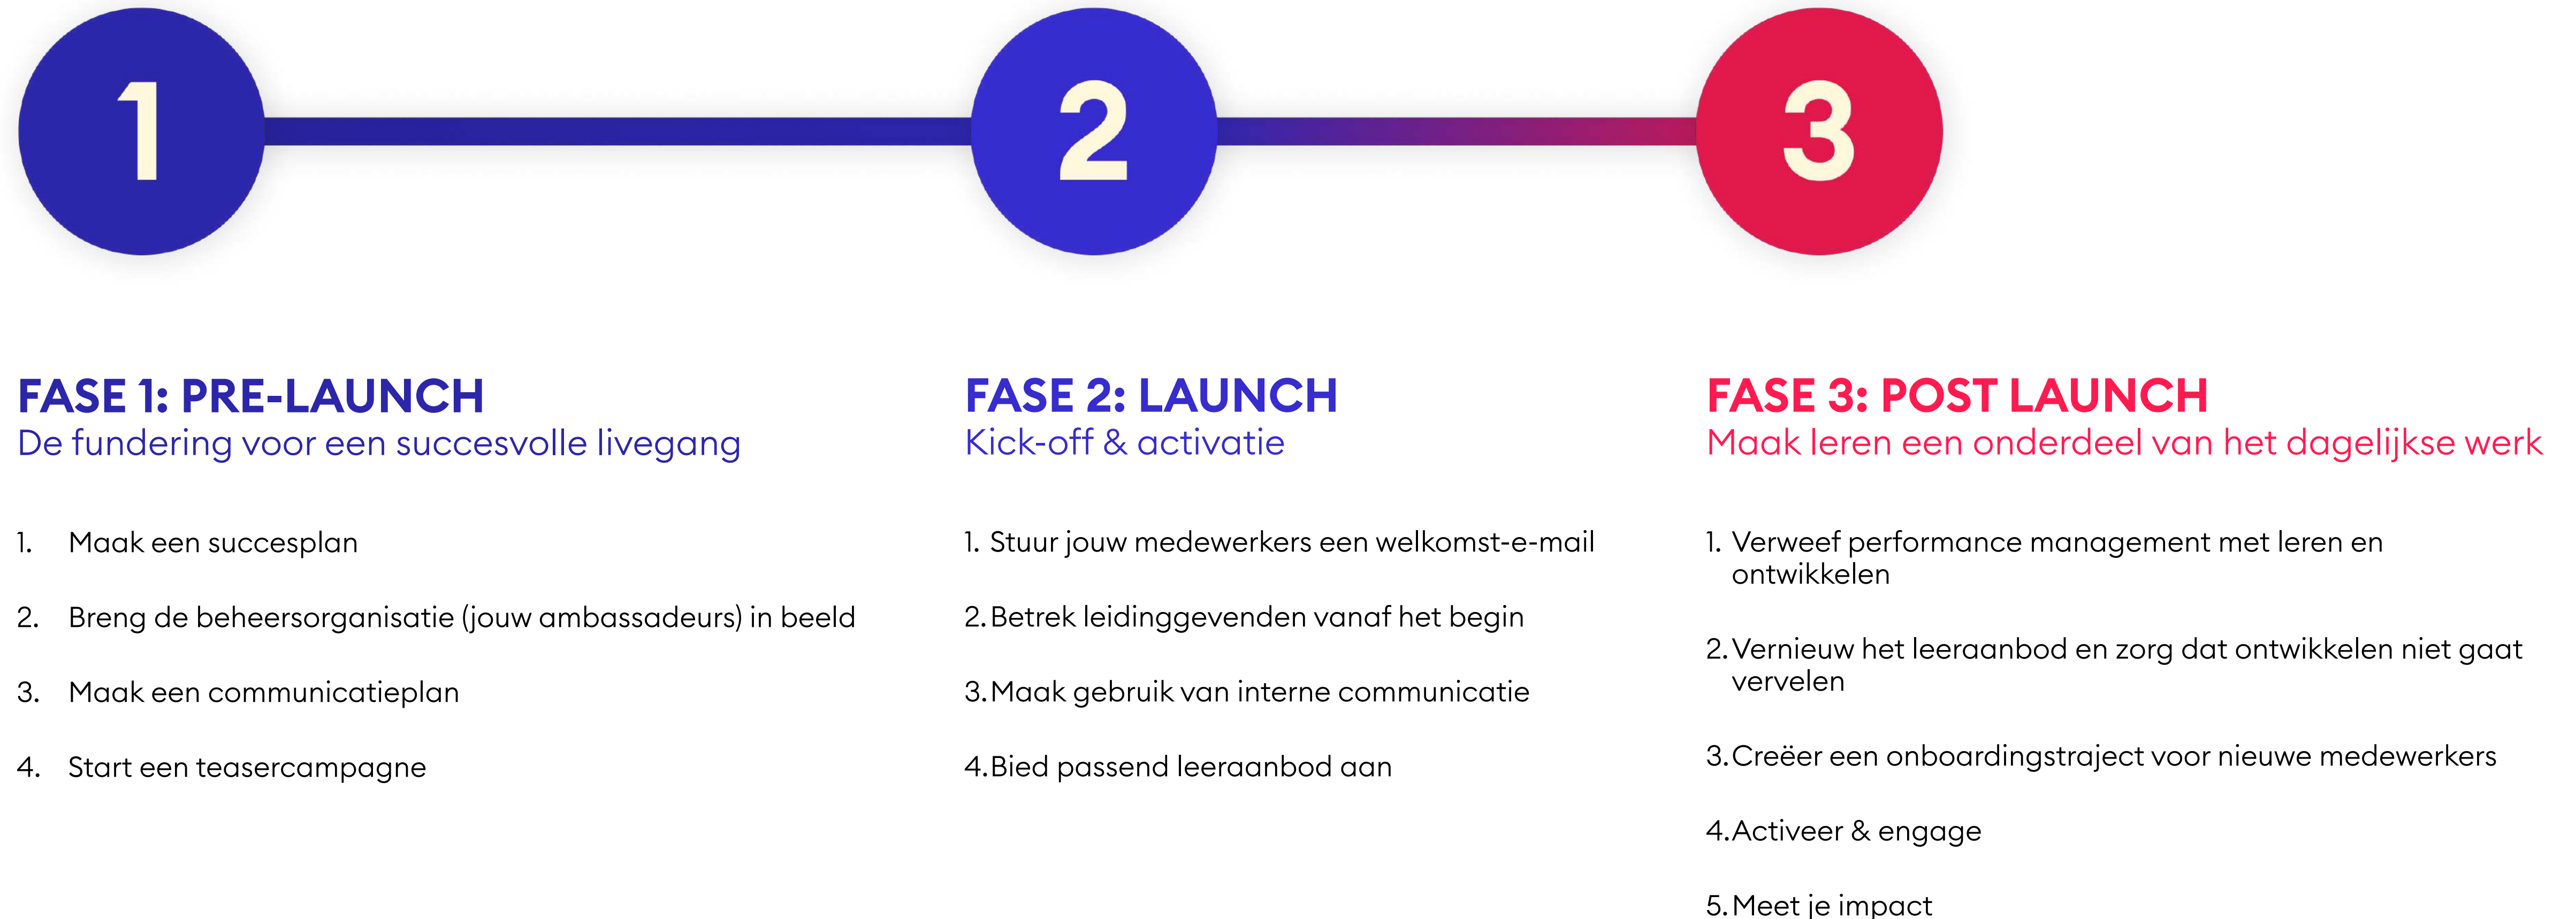 1
2
3
FASE 1: PRE-LAUNCH
De fundering voor een succesvolle livegang
1. Maak een succesplan
2. Breng de beheersorganisatie (jouw ambassadeurs) in beeld
3. Maak een communicatieplan
4. Start een teasercampagne
FASE 2: LAUNCH
Kick-off & activatie
1. Stuur jouw medewerkers een welkomst-e-mail
2. Betrek leidinggevenden vanaf het begin
3. Maak gebruik van interne communicatie
4. Bied passend leeraanbod aan
FASE 3: POST LAUNCH
Maak leren een onderdeel van het dagelijkse werk
1. Verweef performance management met leren en
ontwikkelen
2. Vernieuw het leeraanbod en zorg dat ontwikkelen niet gaat
vervelen
3. Creëer een onboardingstraject voor nieuwe medewerkers
4. Activeer & engage
5. Meet je impact